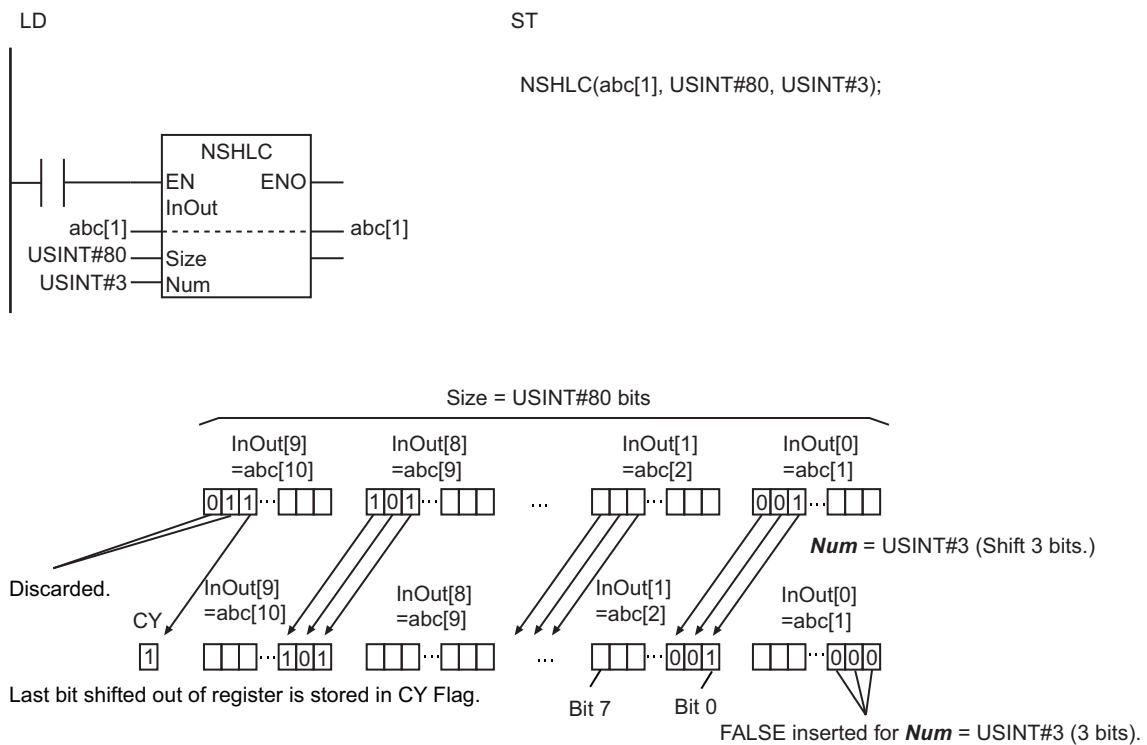 LD
ST
NSHLC(abc[1], USINT#80, USINT#3);
NSHLC
EN ENO
InOut
abc[1] abc[1]
USINT#80 Size
USINT#3 Num
Size = USINT#80 bits
InOut[9] InOut[8] InOut[1] InOut[0]
=abc[10] =abc[9] =abc[2] =abc[1]
0 1 1 ... 1 0 1 ... ... ... 0 0 1 ...
Num = USINT#3 (Shift 3 bits.)
Discarded.
InOut[9] InOut[8] InOut[1] InOut[0]
CY =abc[10] =abc[9] =abc[2] =abc[1]
1 ... 1 0 1 ... ... ... 0 0 1 ... 0 0 0
Last bit shifted out of register is stored in CY Flag.
Bit 7 Bit 0
FALSE inserted for Num = USINT#3 (3 bits).